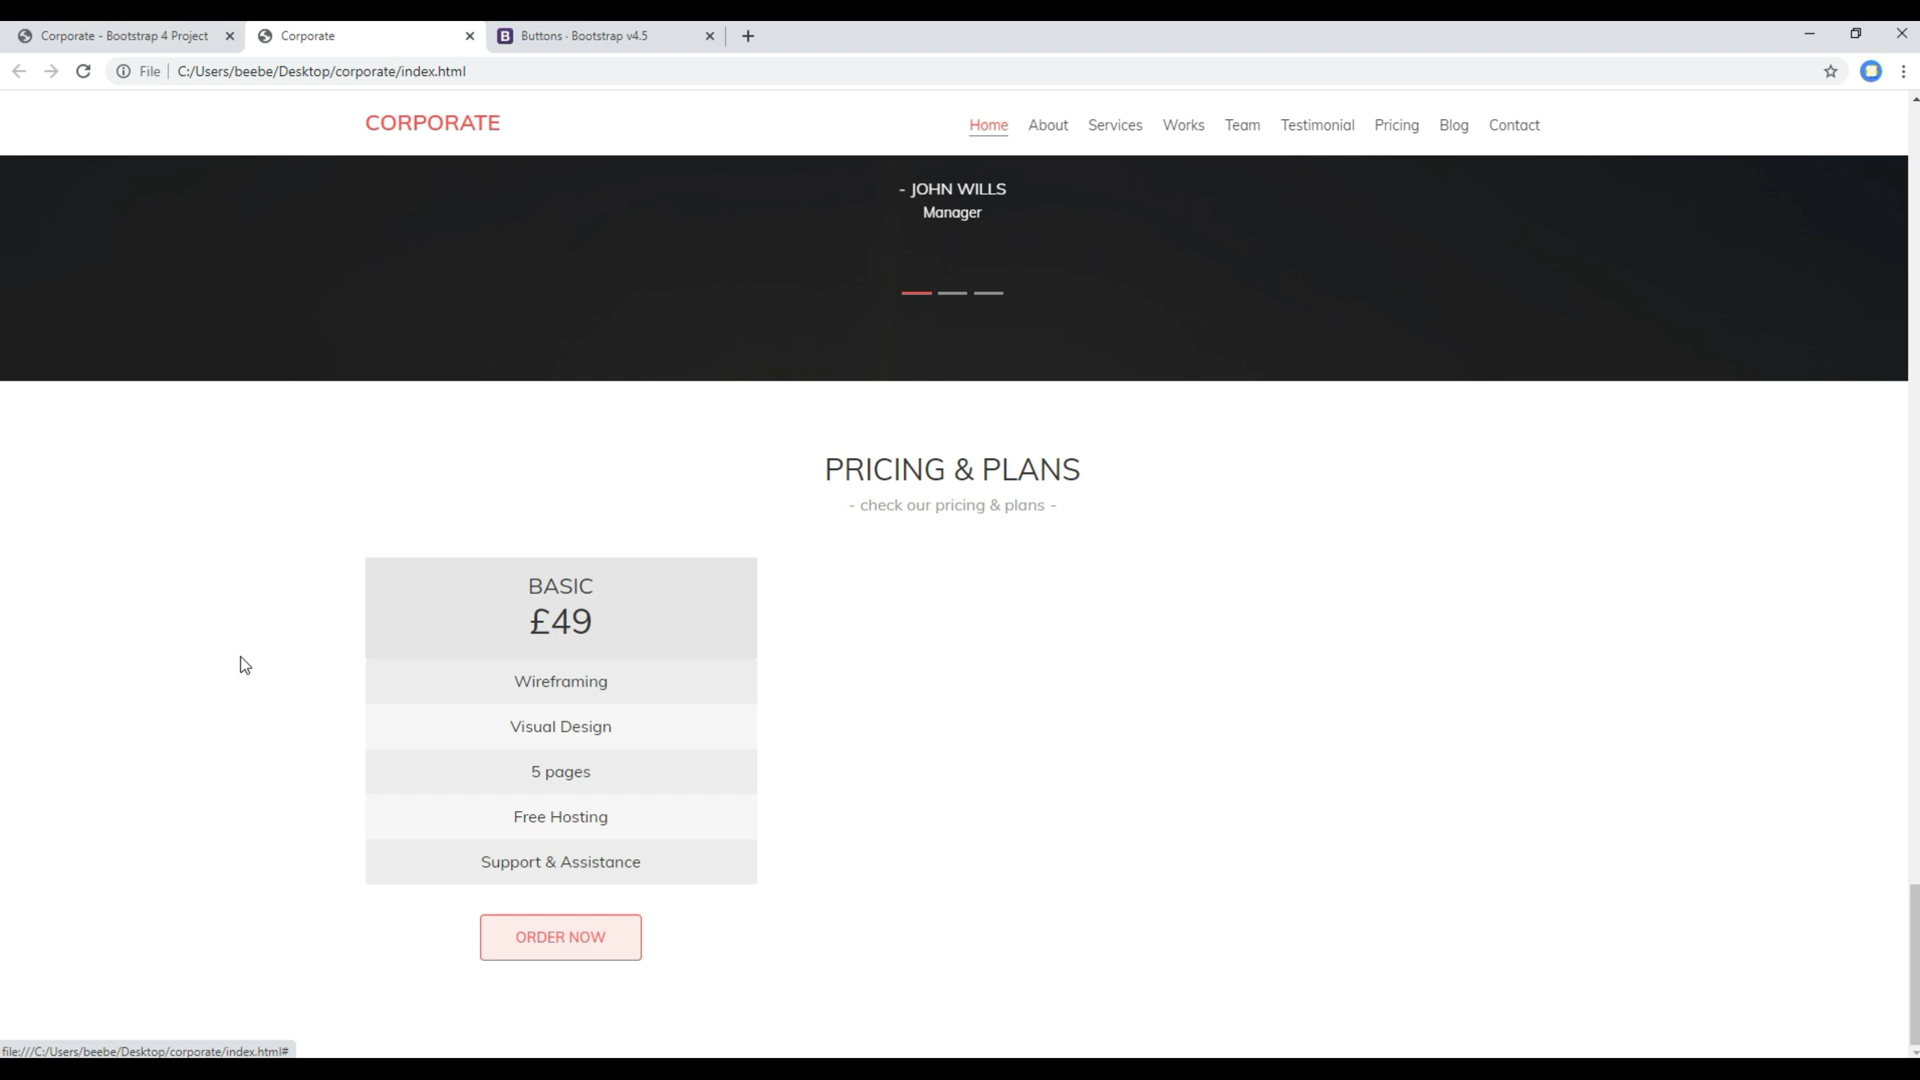 Corporate - Bootstrap 4 Project
Corporate
Buttons · Bootstrap v4.5
File
C:/Users/beebe/Desktop/corporate/index.html
CORPORATE
Home About Services Works Team Testimonial Pricing Blog Contact
- JOHN WILLS
Manager
PRICING & PLANS
- check our pricing & plans -
BASIC
£49
Wireframing
Visual Design
5 pages
Free Hosting
Support & Assistance
ORDER NOW
file:///C:/Users/beebe/Desktop/corporate/index.html#